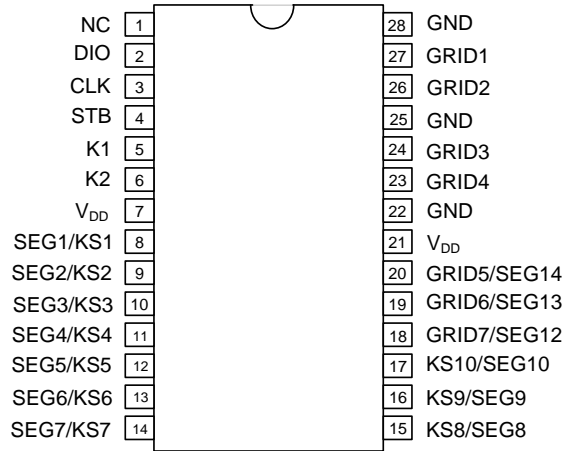 NC 1 28 GND
DIO 2 27 GRID1
CLK 3 26 GRID2
STB 4 25 GND
K1 5 24 GRID3
K2 6 23 GRID4
VDD 7 22 GND
SEG1/KS1 8 21 VDD
SEG2/KS2 9 20 GRID5/SEG14
SEG3/KS3 10 19 GRID6/SEG13
SEG4/KS4 11 18 GRID7/SEG12
SEG5/KS5 12 17 KS10/SEG10
SEG6/KS6 13 16 KS9/SEG9
SEG7/KS7 14 15 KS8/SEG8